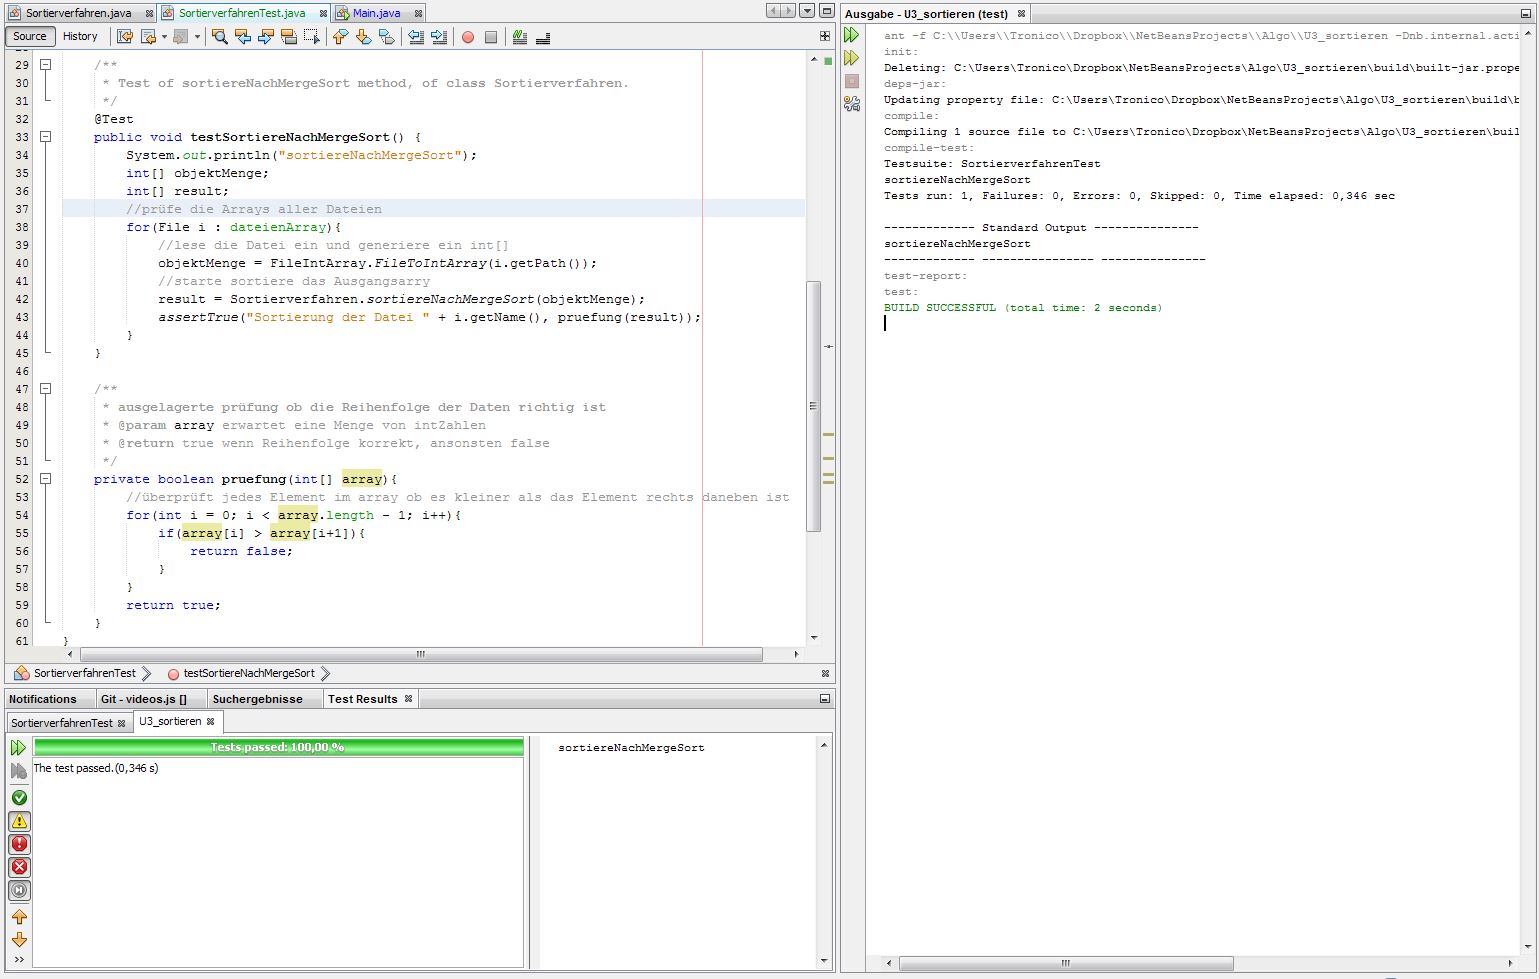 Sortierverfahren.java
SortierverfahrenTest.java
Main.java
Source
History
29 /**
30 * Test of sortiereNachMergeSort method, of class Sortierverfahren.
31 */
32 @Test
33 public void testSortiereNachMergeSort() {
34 System.out.println("sortiereNachMergeSort");
35 int[] objektMenge;
36 int[] result;
37 //prüfe die Arrays aller Dateien
38 for(File i : dateienArray){
39 //lese die Datei ein und generiere ein int[]
40 objektMenge = FileIntArray.FileToIntArray(i.getPath());
41 //starte sortiere das Ausgangsarry
42 result = Sortierverfahren.sortiereNachMergeSort(objektMenge);
43 assertTrue("Sortierung der Datei " + i.getName(), pruefung(result));
44 }
45 }
46
47 /**
48 * ausgelagerte prüfung ob die Reihenfolge der Daten richtig ist
49 * @param array erwartet eine Menge von intZahlen
50 * @return true wenn Reihenfolge korrekt, ansonsten false
51 */
52 private boolean pruefung(int[] array){
53 //überprüft jedes Element im array ob es kleiner als das Element rechts daneben ist
54 for(int i = 0; i < array.length - 1; i++){
55 if(array[i] > array[i+1]){
56 return false;
57 }
58 }
59 return true;
60 }
61 }
SortierverfahrenTest
testSortiereNachMergeSort
Notifications
Git - videos.js []
Suchergebnisse
Test Results
SortierverfahrenTest
U3_sortieren
Tests passed: 100,00 %
The test passed.(0,346 s)
sortiereNachMergeSort
Ausgabe - U3_sortieren (test)
ant -f C:\\Users\\Tronico\\Dropbox\\NetBeansProjects\\Algo\\U3_sortieren -Dnb.internal.acti
init:
Deleting: C:\Users\Tronico\Dropbox\NetBeansProjects\Algo\U3_sortieren\build\built-jar.prope
deps-jar:
Updating property file: C:\Users\Tronico\Dropbox\NetBeansProjects\Algo\U3_sortieren\build\b
compile:
Compiling 1 source file to C:\Users\Tronico\Dropbox\NetBeansProjects\Algo\U3_sortieren\buil
compile-test:
Testsuite: SortierverfahrenTest
sortiereNachMergeSort
Tests run: 1, Failures: 0, Errors: 0, Skipped: 0, Time elapsed: 0,346 sec
------------- Standard Output ---------------
sortiereNachMergeSort
------------- ---------------- ---------------
test-report:
test:
BUILD SUCCESSFUL (total time: 2 seconds)